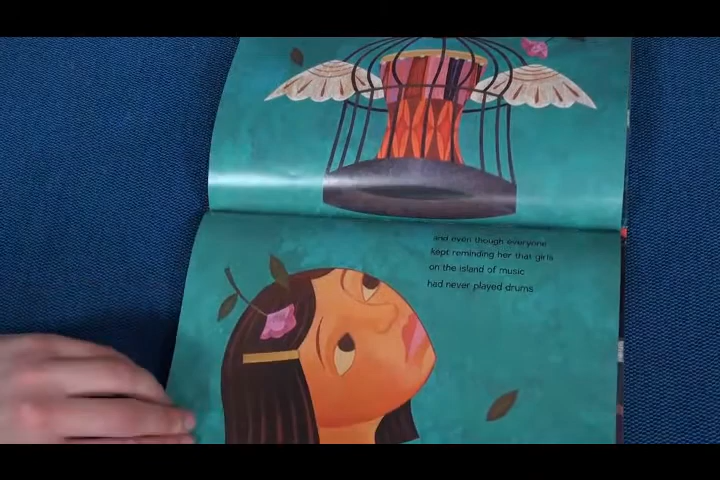 and even though everyone
kept reminding her that girls
on the island of music
had never played drums